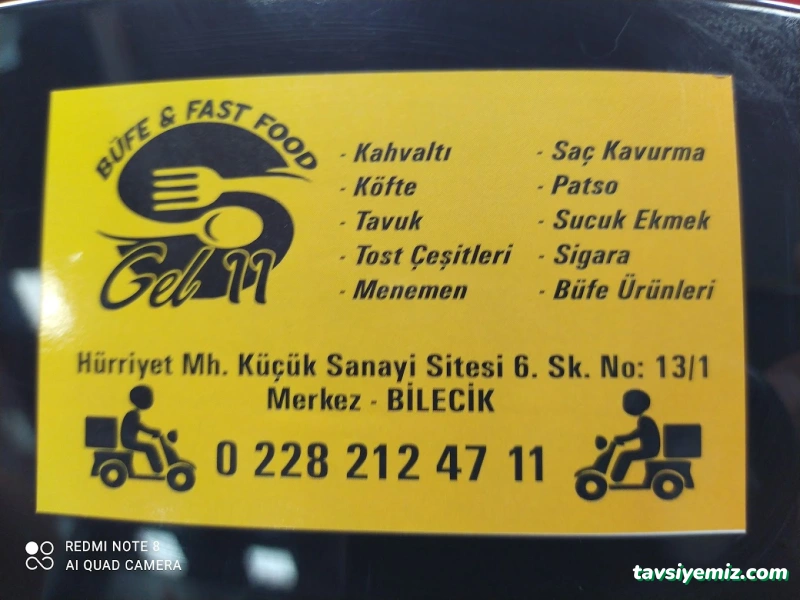 BÜFE & FAST FOOD
Gel 11
- Kahvaltı
- Köfte
- Tavuk
- Tost Çeşitleri
- Menemen
- Saç Kavurma
- Patso
- Sucuk Ekmek
- Sigara
- Büfe Ürünleri
Hürriyet Mh. Küçük Sanayi Sitesi 6. Sk. No: 13/1
Merkez - BİLECİK
0 228 212 47 11
REDMI NOTE 8
AI QUAD CAMERA
tavsiyemiz.com